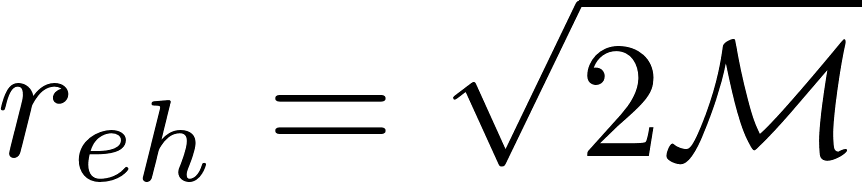 r_{eh} = \sqrt{2\mathcal{M}}